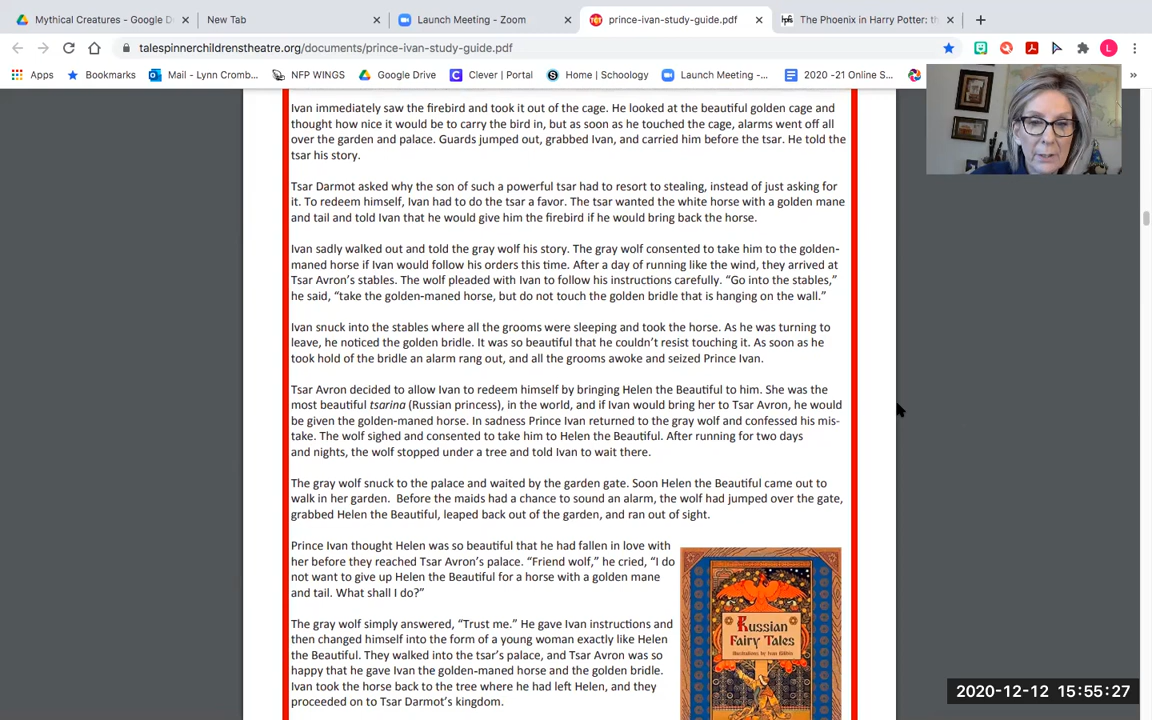 Mythical Creatures - Google D
New Tab
Launch Meeting - Zoom
prince-ivan-study-guide.pdf
The Phoenix in Harry Potter: th
talespinnerchildrenstheatre.org/documents/prince-ivan-study-guide.pdf
L
Apps
Bookmarks
Mail - Lynn Cromb...
NFP WINGS
Google Drive
Clever | Portal
Home | Schoology
Launch Meeting -...
2020 -21 Online S...
»
Ivan immediately saw the firebird and took it out of the cage. He looked at the beautiful golden cage and
thought how nice it would be to carry the bird in, but as soon as he touched the cage, alarms went off all
over the garden and palace. Guards jumped out, grabbed Ivan, and carried him before the tsar. He told the
tsar his story.
Tsar Darmot asked why the son of such a powerful tsar had to resort to stealing, instead of just asking for
it. To redeem himself, Ivan had to do the tsar a favor. The tsar wanted the white horse with a golden mane
and tail and told Ivan that he would give him the firebird if he would bring back the horse.
Ivan sadly walked out and told the gray wolf his story. The gray wolf consented to take him to the golden-
maned horse if Ivan would follow his orders this time. After a day of running like the wind, they arrived at
Tsar Avron's stables. The wolf pleaded with Ivan to follow his instructions carefully. "Go into the stables,"
he said, "take the golden-maned horse, but do not touch the golden bridle that is hanging on the wall."
Ivan snuck into the stables where all the grooms were sleeping and took the horse. As he was turning to
leave, he noticed the golden bridle. It was so beautiful that he couldn't resist touching it. As soon as he
took hold of the bridle an alarm rang out, and all the grooms awoke and seized Prince Ivan.
Tsar Avron decided to allow Ivan to redeem himself by bringing Helen the Beautiful to him. She was the
most beautiful tsarina (Russian princess), in the world, and if Ivan would bring her to Tsar Avron, he would
be given the golden-maned horse. In sadness Prince Ivan returned to the gray wolf and confessed his mis-
take. The wolf sighed and consented to take him to Helen the Beautiful. After running for two days
and nights, the wolf stopped under a tree and told Ivan to wait there.
The gray wolf snuck to the palace and waited by the garden gate. Soon Helen the Beautiful came out to
walk in her garden. Before the maids had a chance to sound an alarm, the wolf had jumped over the gate,
grabbed Helen the Beautiful, leaped back out of the garden, and ran out of sight.
Prince Ivan thought Helen was so beautiful that he had fallen in love with
her before they reached Tsar Avron's palace. "Friend wolf," he cried, "I do
not want to give up Helen the Beautiful for a horse with a golden mane
and tail. What shall I do?"
The gray wolf simply answered, "Trust me." He gave Ivan instructions and
then changed himself into the form of a young woman exactly like Helen
the Beautiful. They walked into the tsar's palace, and Tsar Avron was so
happy that he gave Ivan the golden-maned horse and the golden bridle.
Ivan took the horse back to the tree where he had left Helen, and they
proceeded on to Tsar Darmot's kingdom.
Russian
Fairy Tales
Illustrations by Ivan Bilibin
2020-12-12 15:55:27